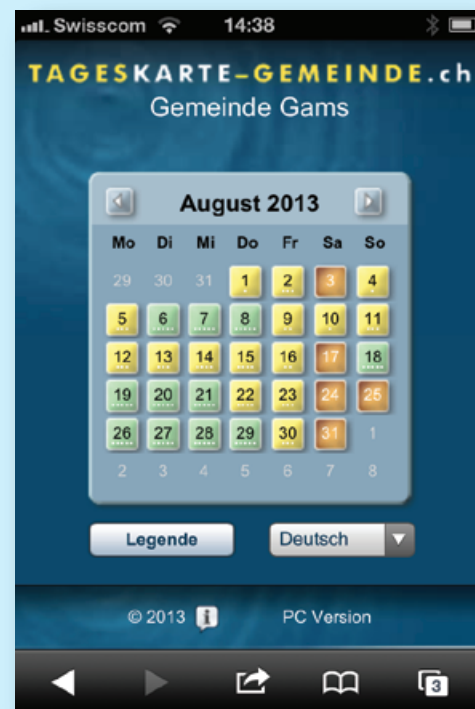 Swisscom 14:38
TAGESKARTE-GEMEINDE.ch
Gemeinde Gams
August 2013
Mo Di Mi Do Fr Sa So
29 30 31 1 2 3 4
5 6 7 8 9 10 11
12 13 14 15 16 17 18
19 20 21 22 23 24 25
26 27 28 29 30 31 1
2 3 4 5 6 7 8
Legende Deutsch
© 2013 i PC Version
3